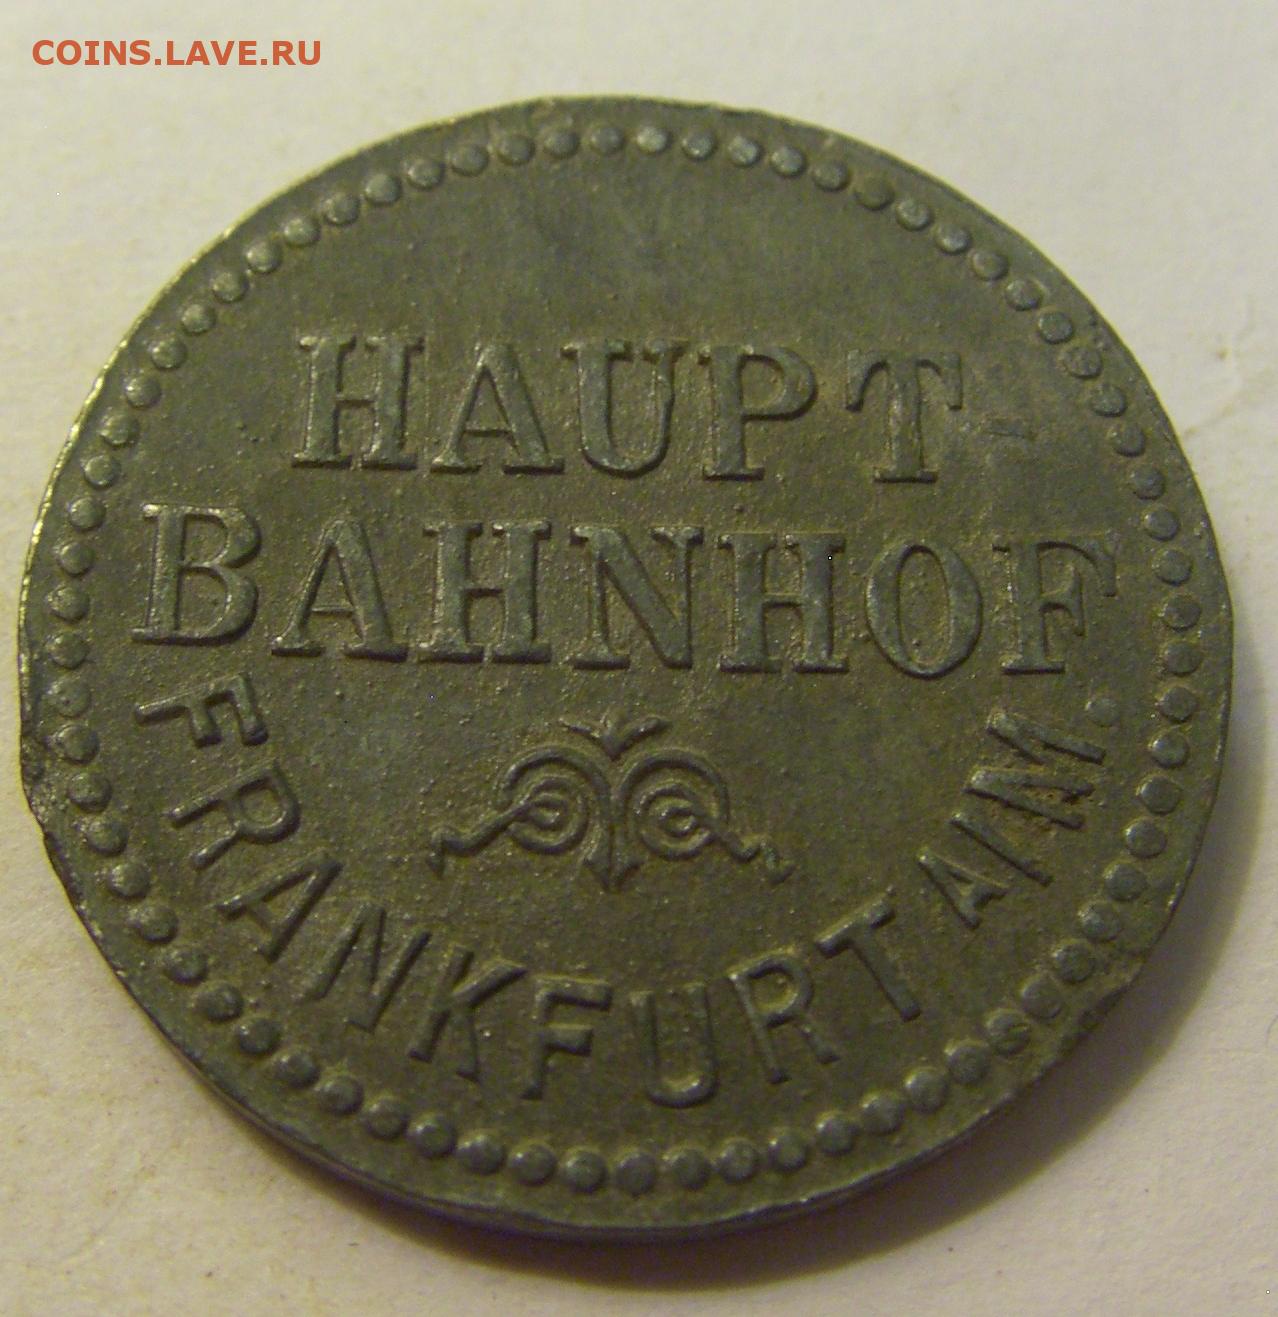 COINS.LAVE.RU
HAUPT-
BAHNHOF
FRANKFURT A/M.